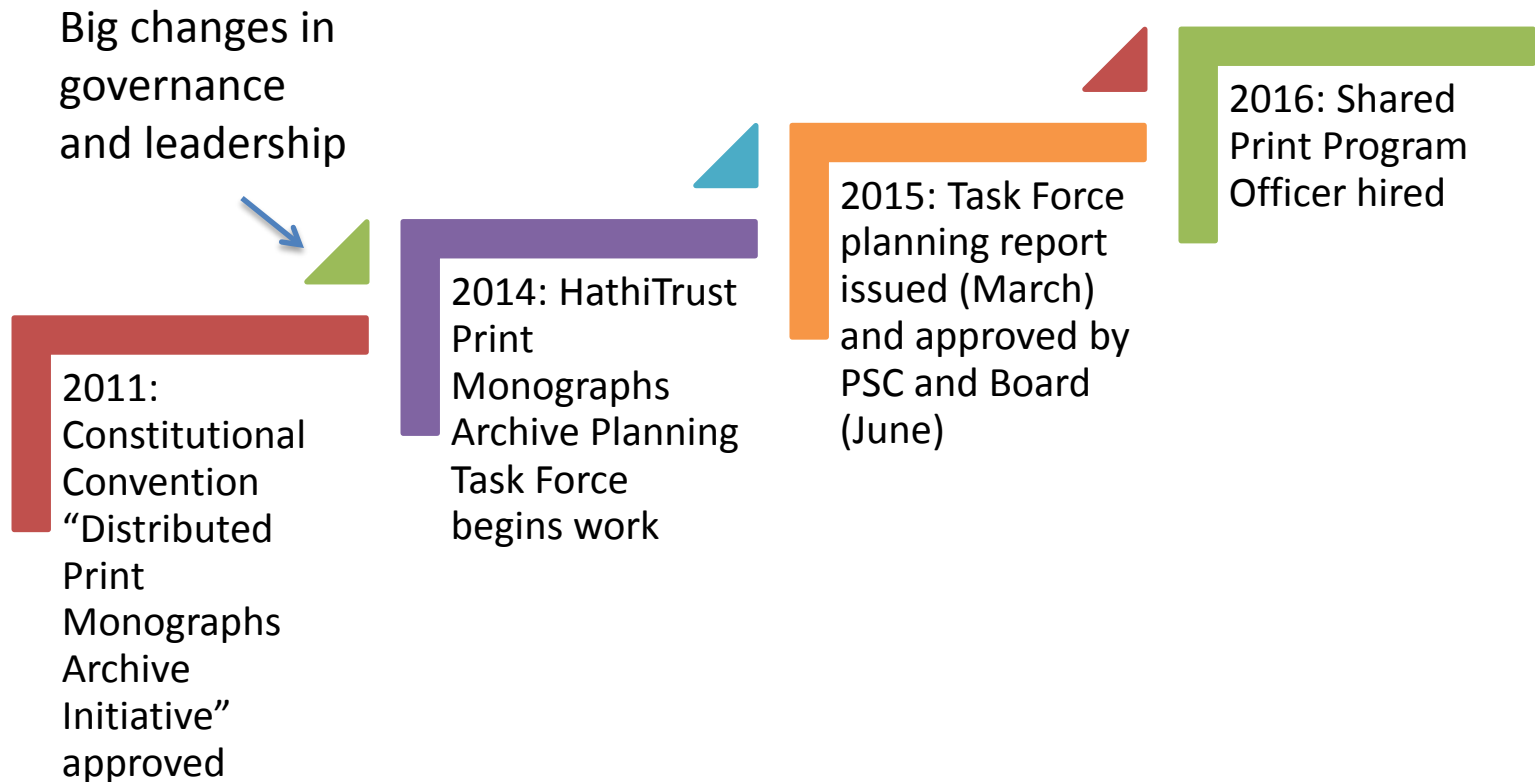 Big changes in
governance
and leadership
2011:
Constitutional
Convention
“Distributed
Print
Monographs
Archive
Initiative”
approved
2014: HathiTrust
Print
Monographs
Archive Planning
Task Force
begins work
2015: Task Force
planning report
issued (March)
and approved by
PSC and Board
(June)
2016: Shared
Print Program
Officer hired